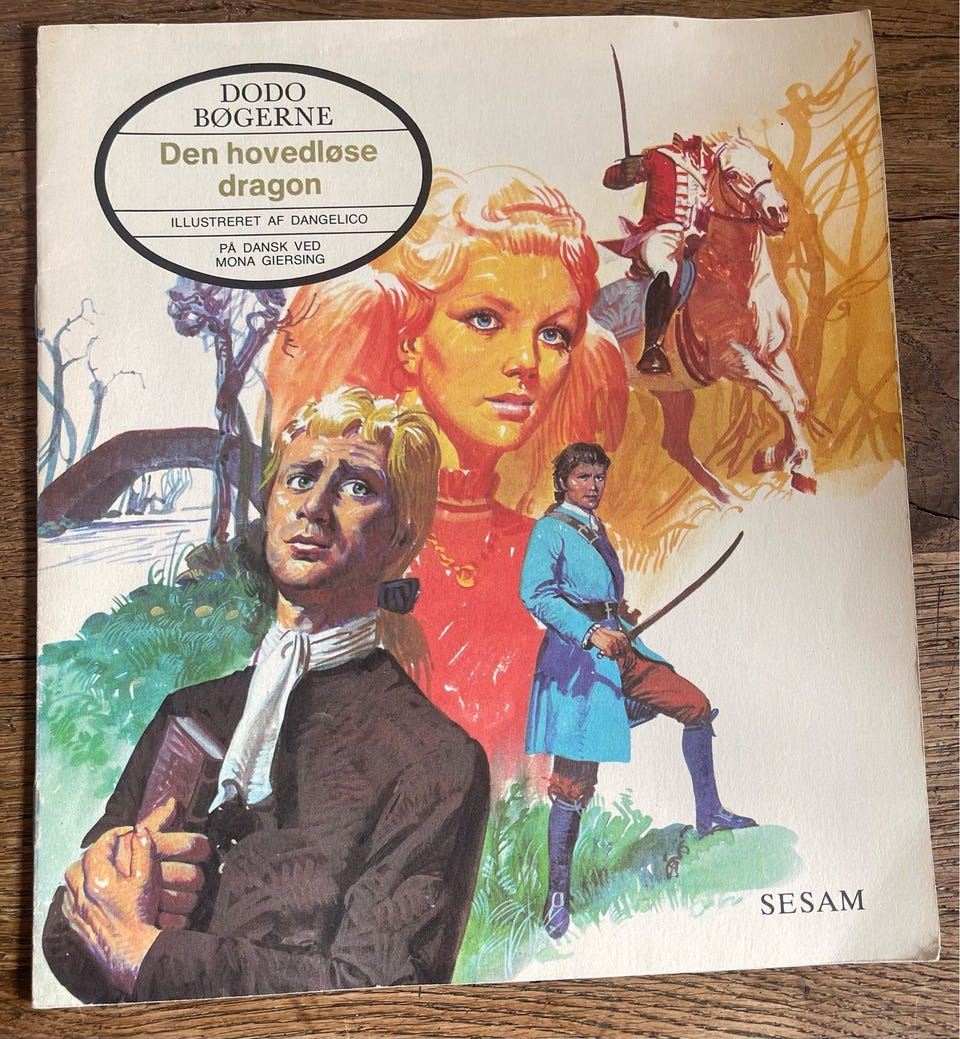 DODO
BØGERNE
Den hovedløse
dragon
ILLUSTRERET AF DANGELICO
PÅ DANSK VED
MONA GIERSING
SESAM